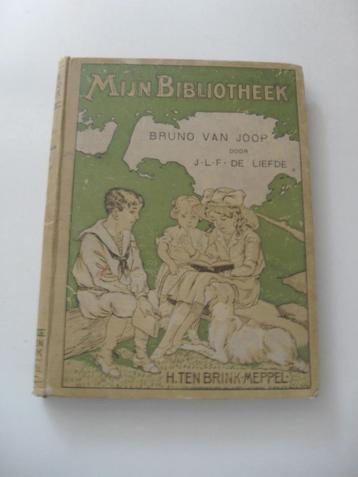 MIJN BIBLIOTHEEK
BRUNO VAN JOOP
DOOR
J-L-F- DE LIEFDE
H. TEN BRINK-MEPPEL-